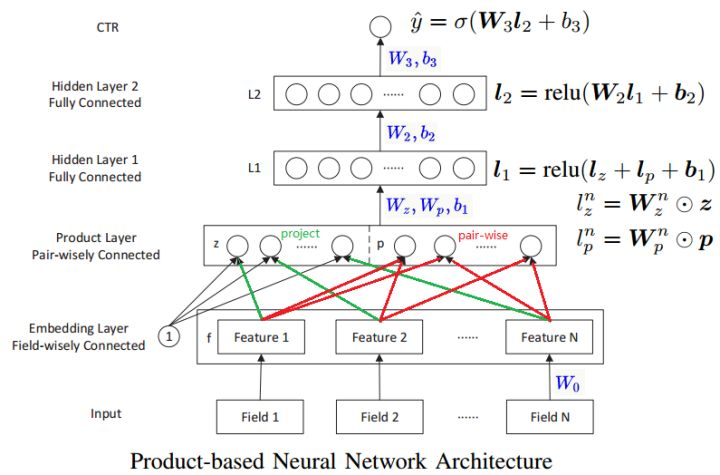 CTR
ŷ = σ(W₃l₂ + b₃)
W₃, b₃
Hidden Layer 2
Fully Connected
L2
......
l₂ = relu(W₂l₁ + b₂)
W₂, b₂
Hidden Layer 1
Fully Connected
L1
......
l₁ = relu(l_z + l_p + b₁)
W_z, W_p, b₁
l_z^n = W_z^n ⊙ z
l_p^n = W_p^n ⊙ p
Product Layer
Pair-wisely Connected
z
project
......
p
pair-wise
......
Embedding Layer
Field-wisely Connected
1
f
Feature 1
Feature 2
......
Feature N
W₀
Input
Field 1
Field 2
......
Field N
Product-based Neural Network Architecture